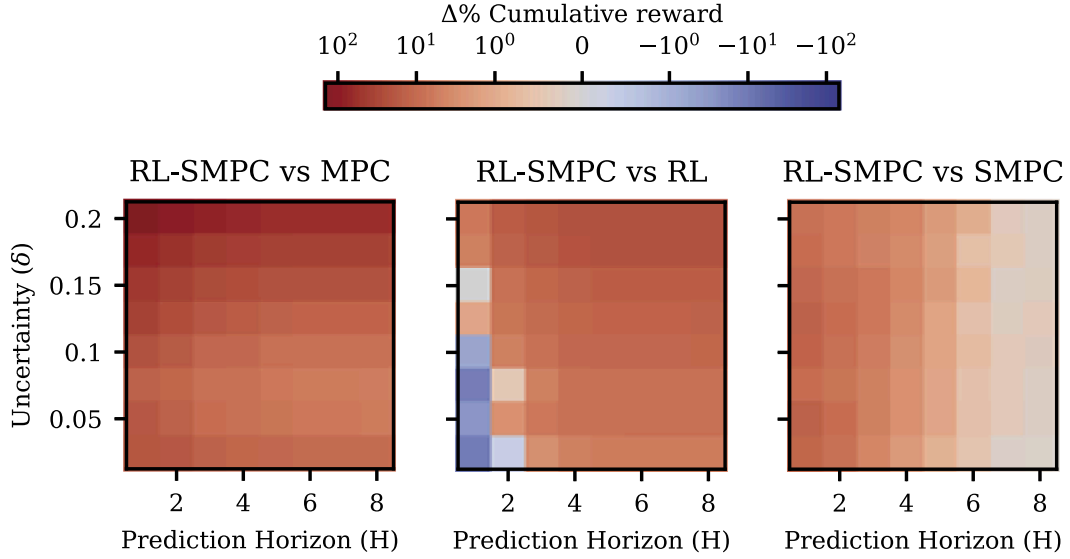 Δ% Cumulative reward
10² 10¹ 10⁰ 0 −10⁰ −10¹ −10²
RL-SMPC vs MPC RL-SMPC vs RL RL-SMPC vs SMPC
Uncertainty (δ)
0.2
0.15
0.1
0.05
2 4 6 8 2 4 6 8 2 4 6 8
Prediction Horizon (H) Prediction Horizon (H) Prediction Horizon (H)